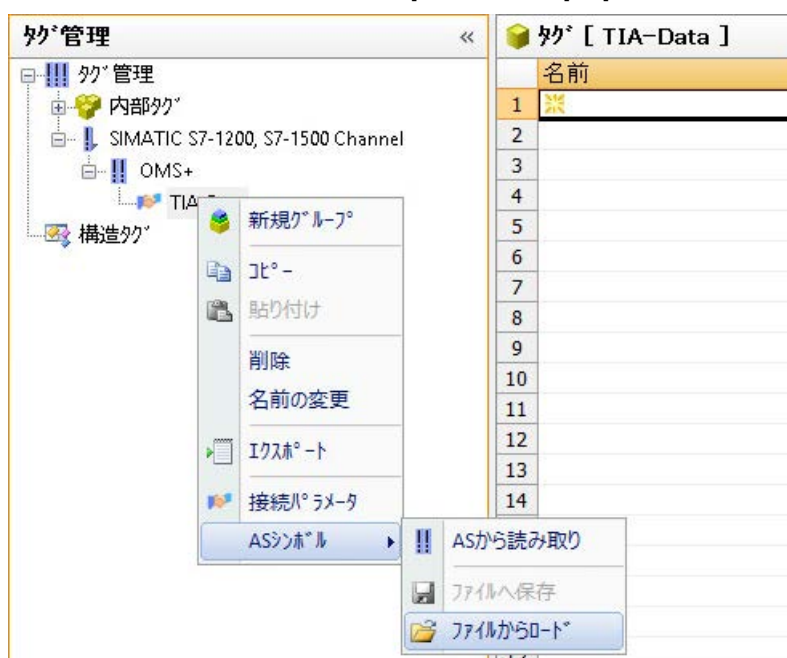 ﾀｸﾞ管理
«
ﾀｸﾞ [ TIA-Data ]
ﾀｸﾞ管理
内部ﾀｸﾞ
SIMATIC S7-1200, S7-1500 Channel
OMS+
TIA
構造ﾀｸﾞ
名前
1
2
3
4
5
6
7
8
9
10
11
12
13
14
新規ｸﾞﾙｰﾌﾟ
ｺﾋﾟｰ
貼り付け
削除
名前の変更
ｴｸｽﾎﾟｰﾄ
接続ﾊﾟﾗﾒｰﾀ
ASｼﾝﾎﾞﾙ
ASから読み取り
ﾌｧｲﾙへ保存
ﾌｧｲﾙからﾛｰﾄﾞ